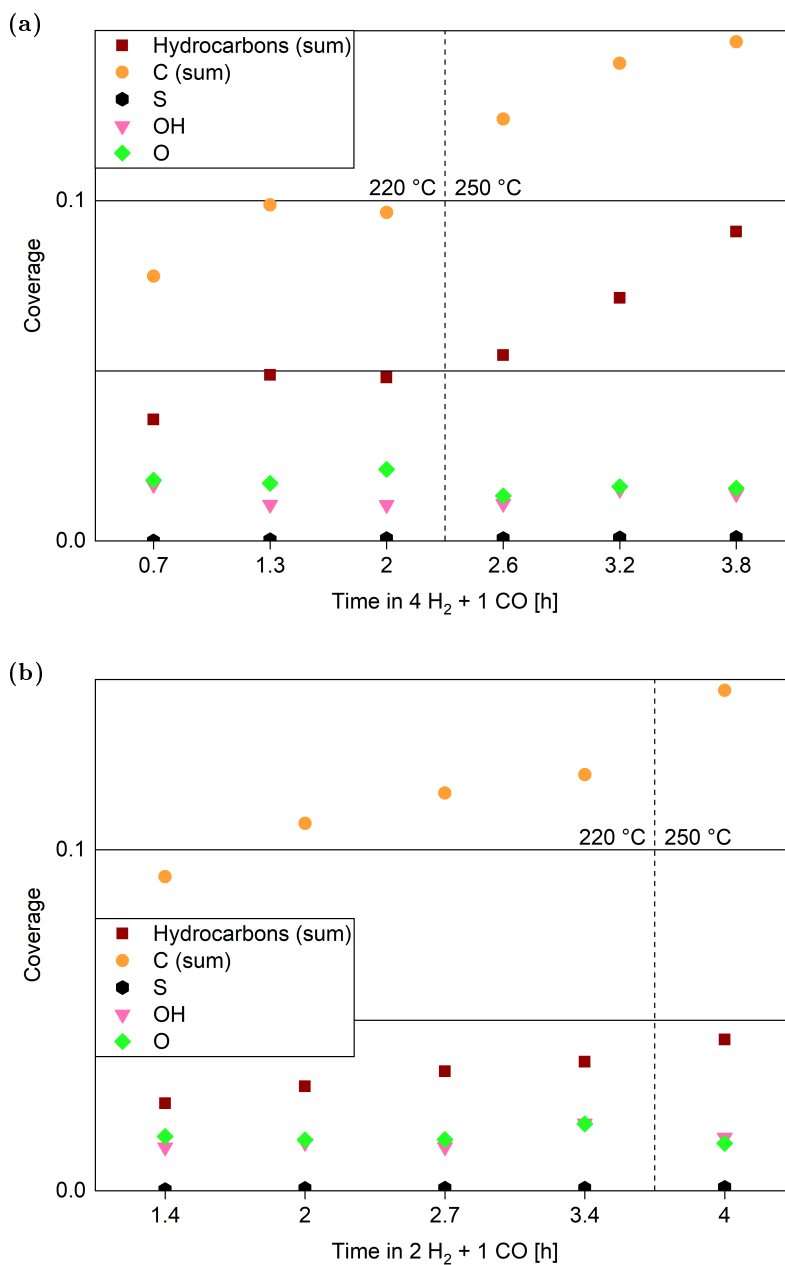 (a)
Hydrocarbons (sum)
C (sum)
S
OH
O
220 °C 250 °C
0.1
0.0
Coverage
0.7 1.3 2 2.6 3.2 3.8
Time in 4 H₂ + 1 CO [h]
(b)
220 °C 250 °C
0.1
Hydrocarbons (sum)
C (sum)
S
OH
O
0.0
Coverage
1.4 2 2.7 3.4 4
Time in 2 H₂ + 1 CO [h]